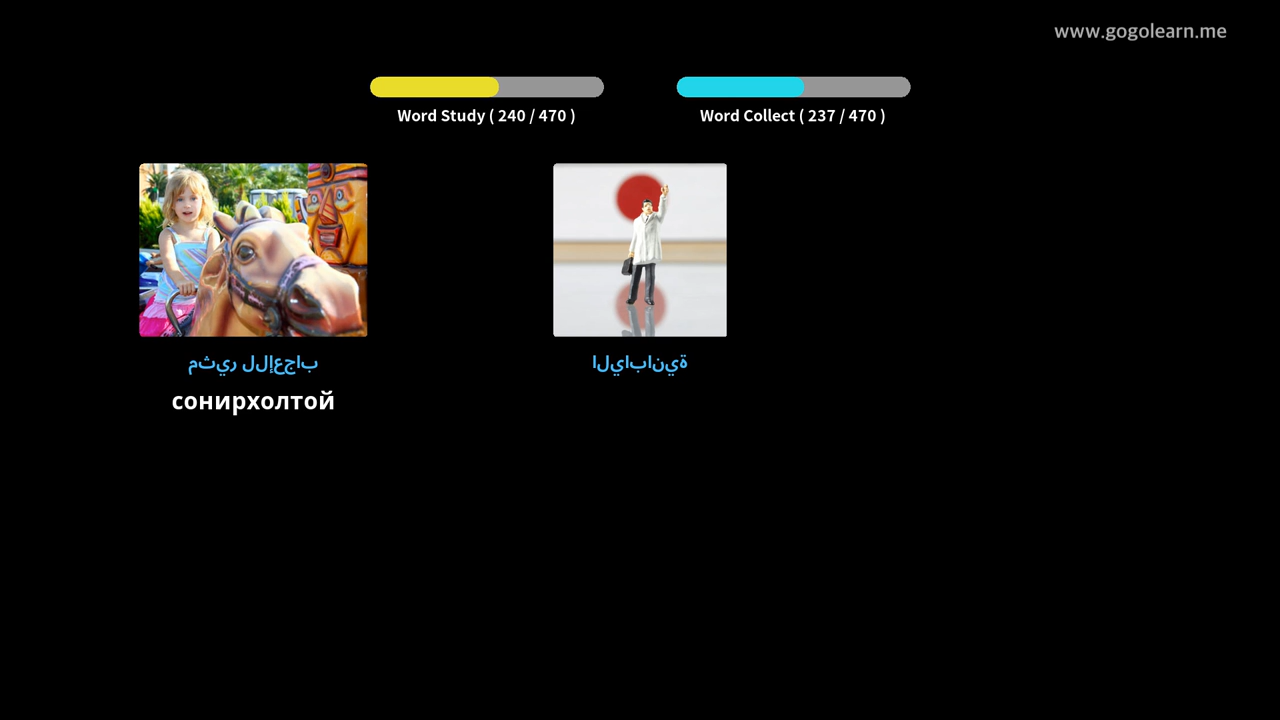 www.gogolearn.me
Word Study ( 240 / 470 )
Word Collect ( 237 / 470 )
مثير للإعجاب
اليابانية
сонирхолтой